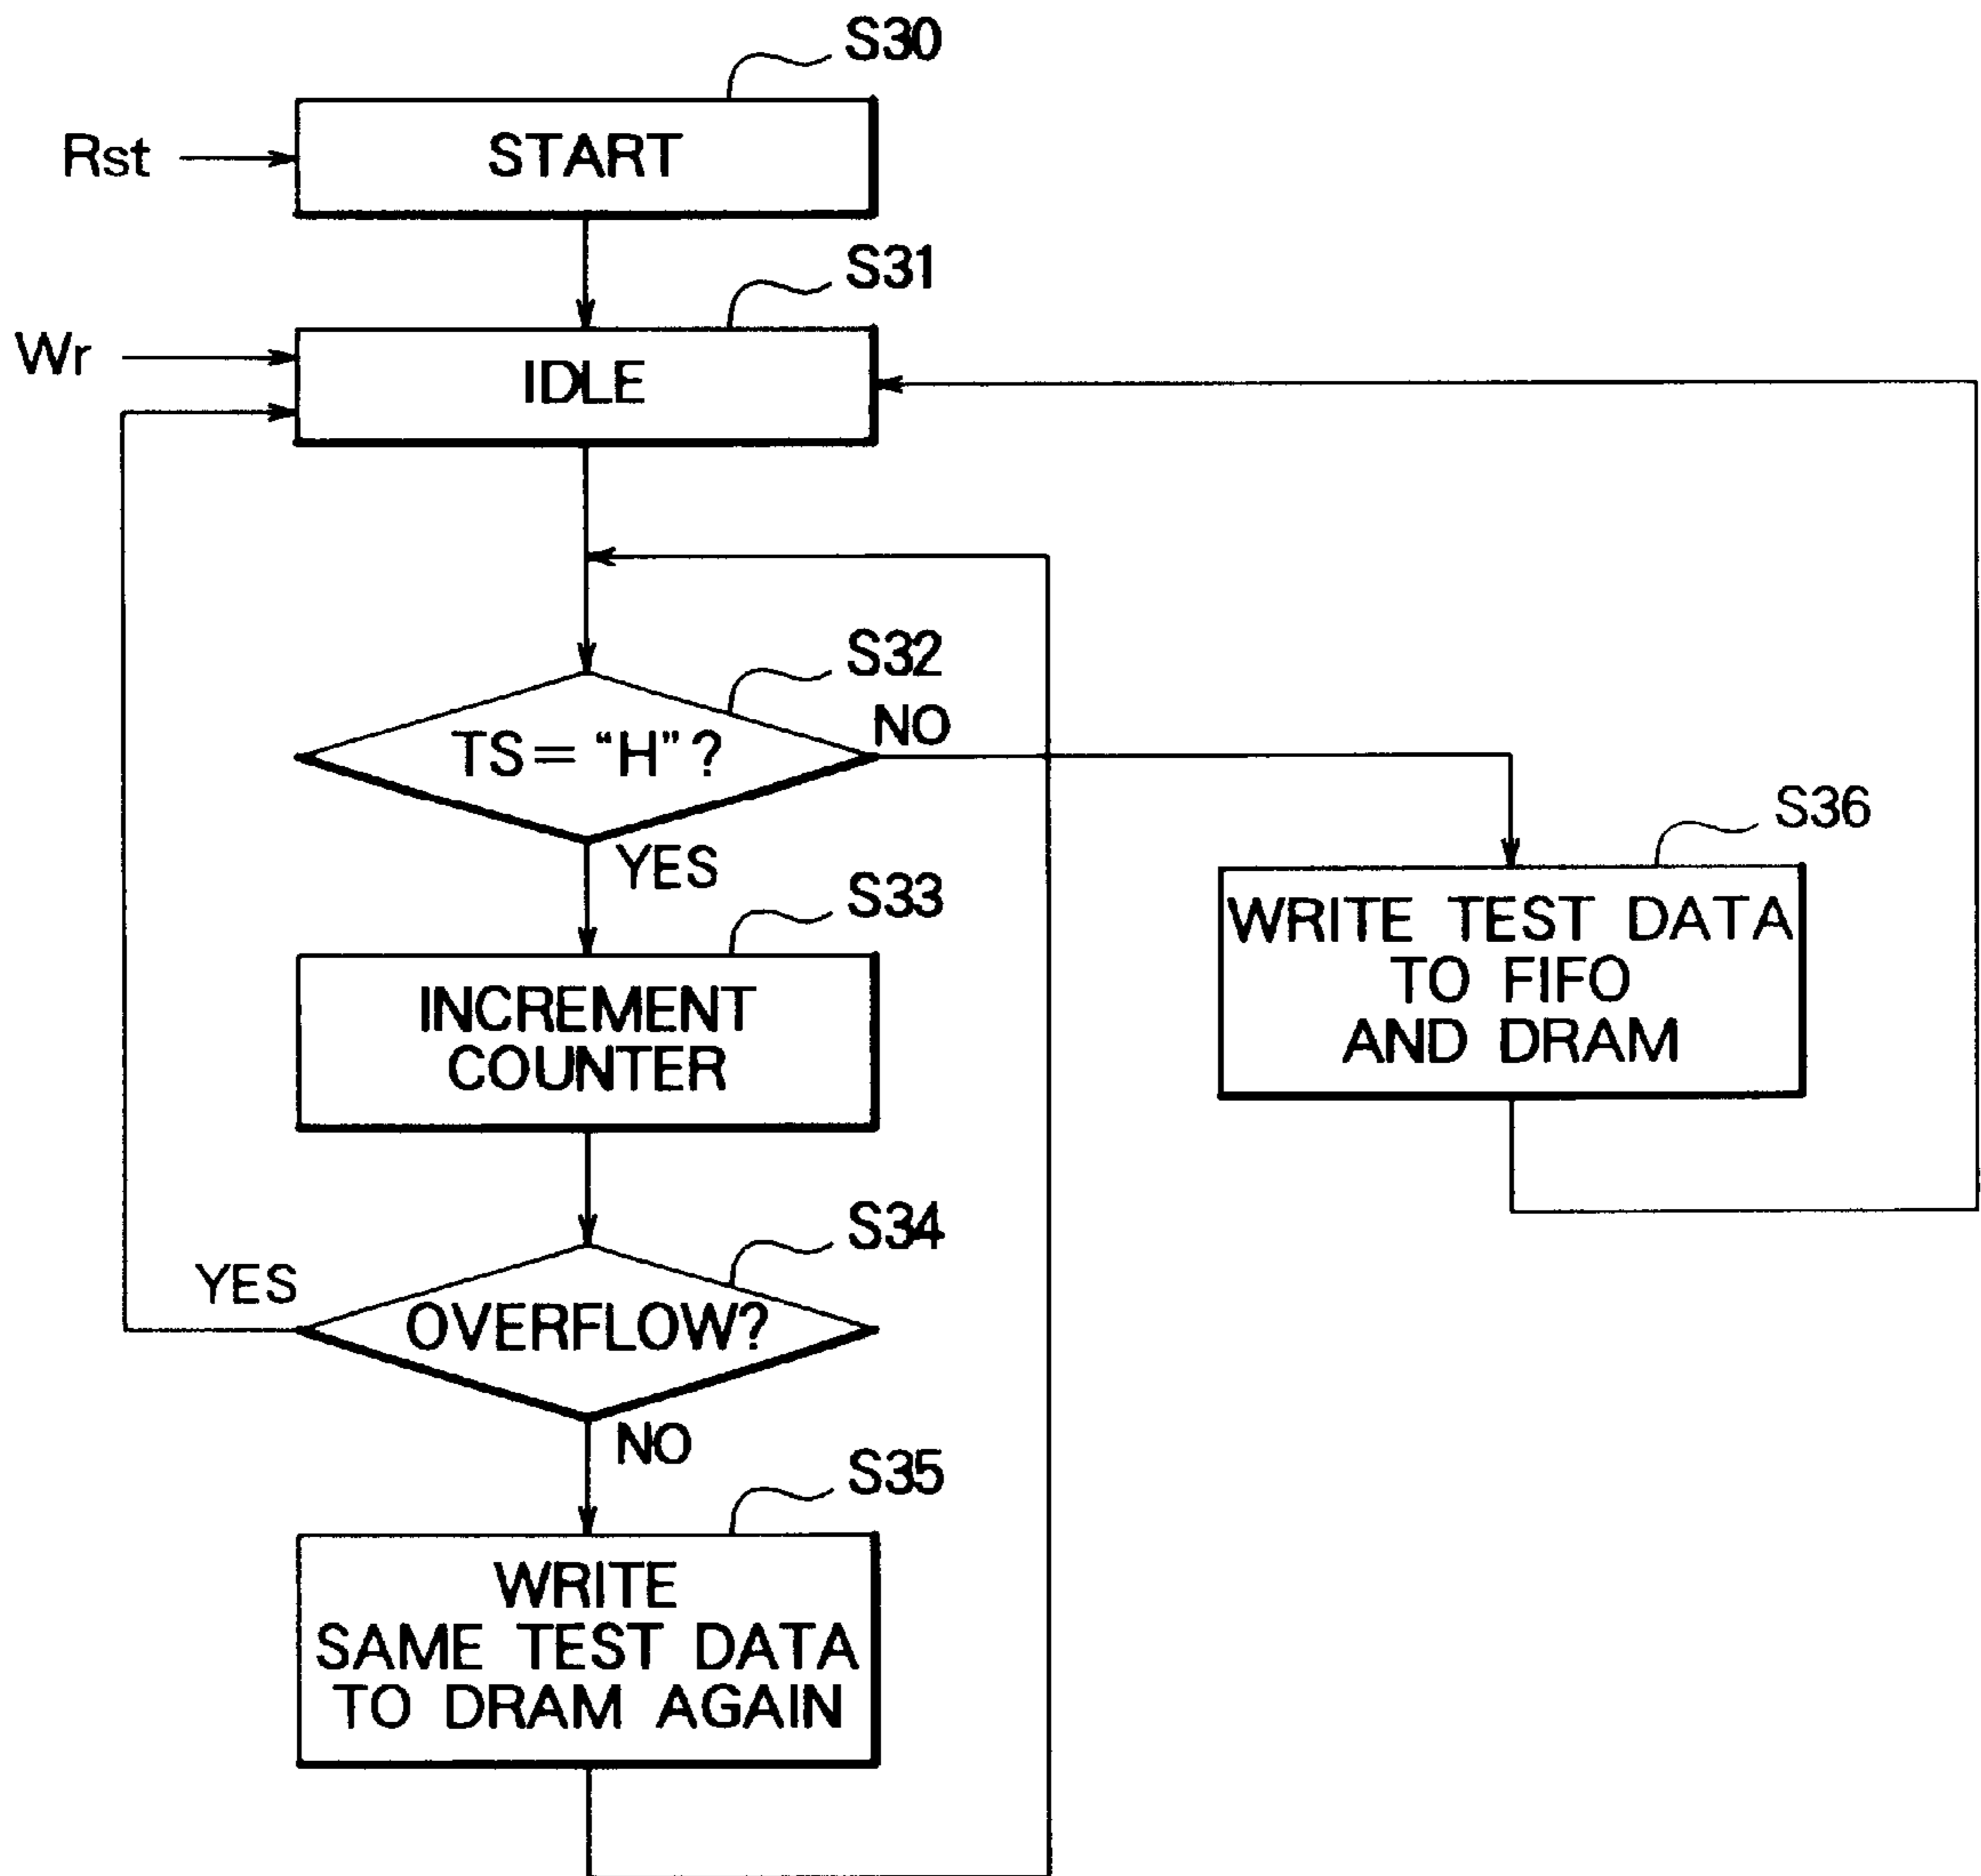 S30
Rst
START
S31
Wr
IDLE
S32
TS= “H”?
NO
YES
S36
S33
WRITE TEST DATA
TO FIFO
AND DRAM
INCREMENT
COUNTER
S34
YES
OVERFLOW?
NO
S35
WRITE
SAME TEST DATA
TO DRAM AGAIN